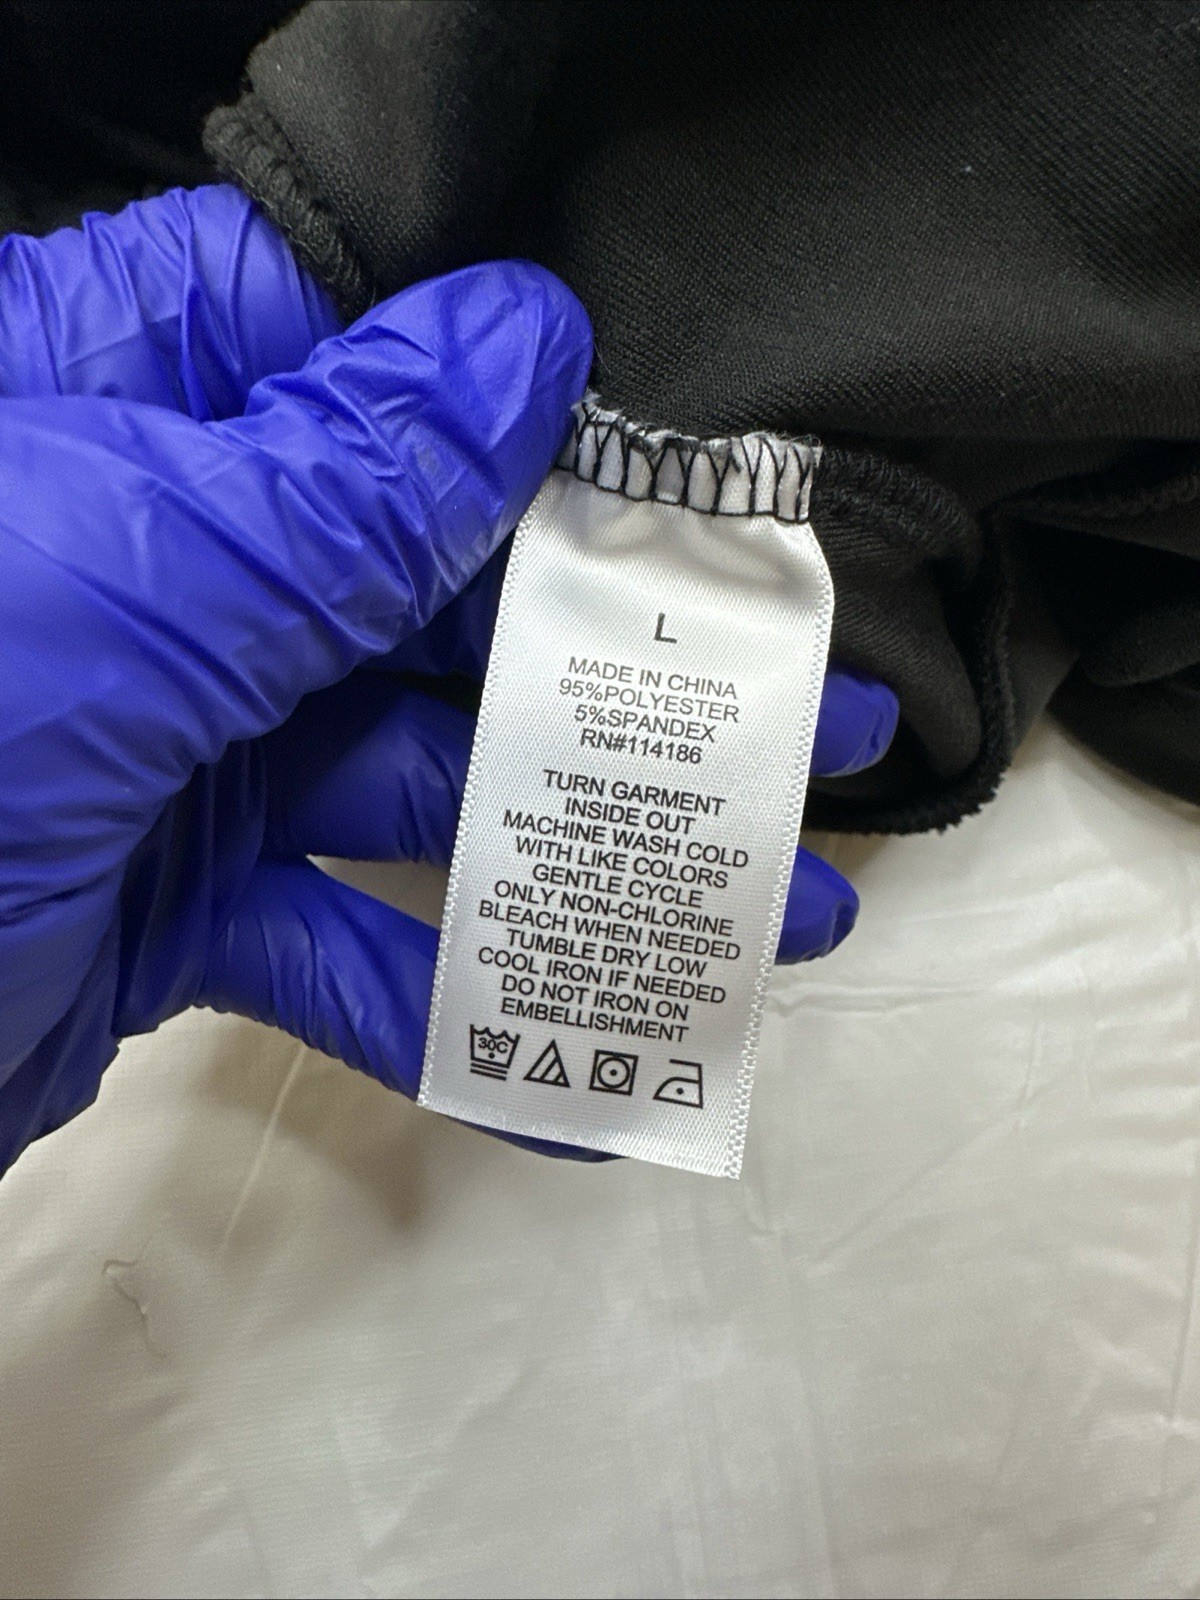 L
MADE IN CHINA
95%POLYESTER
5%SPANDEX
RN#114186
TURN GARMENT
INSIDE OUT
MACHINE WASH COLD
WITH LIKE COLORS
GENTLE CYCLE
ONLY NON-CHLORINE
BLEACH WHEN NEEDED
TUMBLE DRY LOW
COOL IRON IF NEEDED
DO NOT IRON ON
EMBELLISHMENT
30C